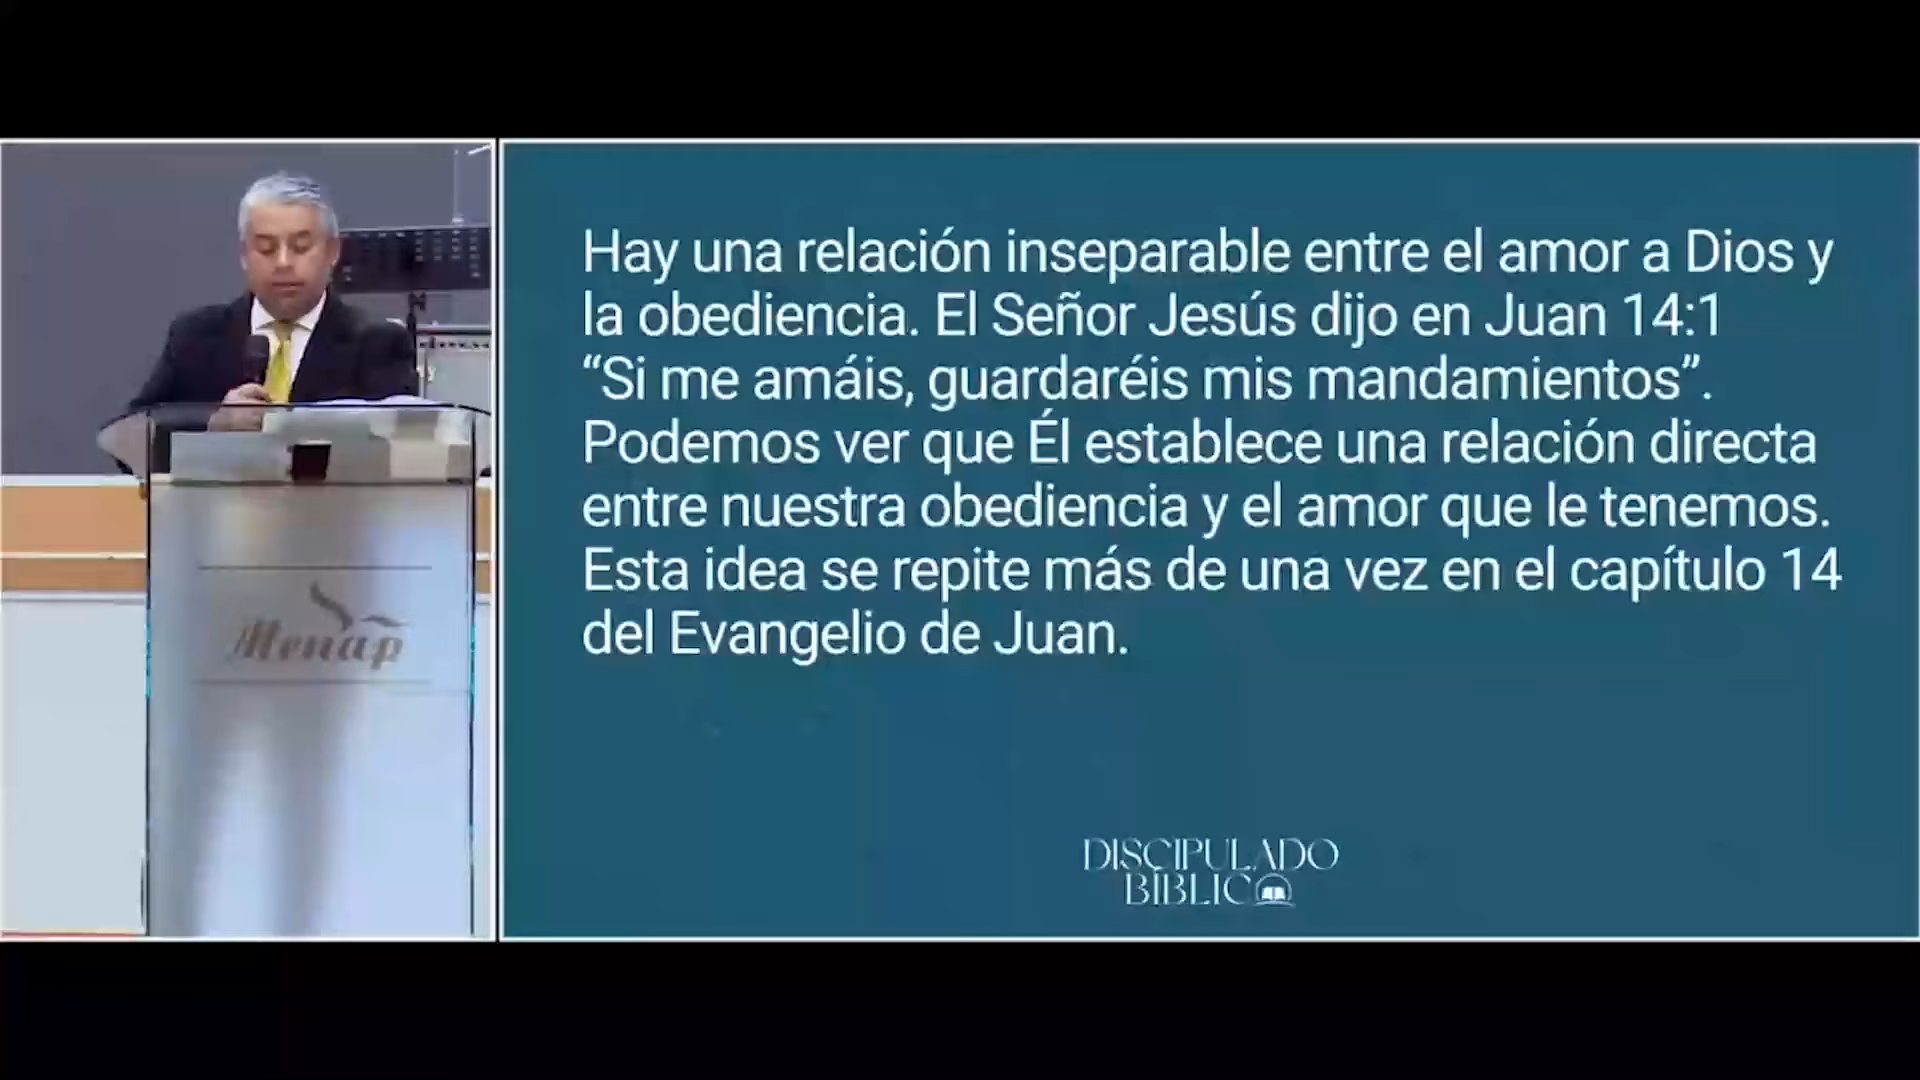 Hay una relación inseparable entre el amor a Dios y
la obediencia. El Señor Jesús dijo en Juan 14:1
“Si me amáis, guardaréis mis mandamientos”.
Podemos ver que Él establece una relación directa
entre nuestra obediencia y el amor que le tenemos.
Esta idea se repite más de una vez en el capítulo 14
del Evangelio de Juan.
Menap
DISCIPULADO
BÍBLICO